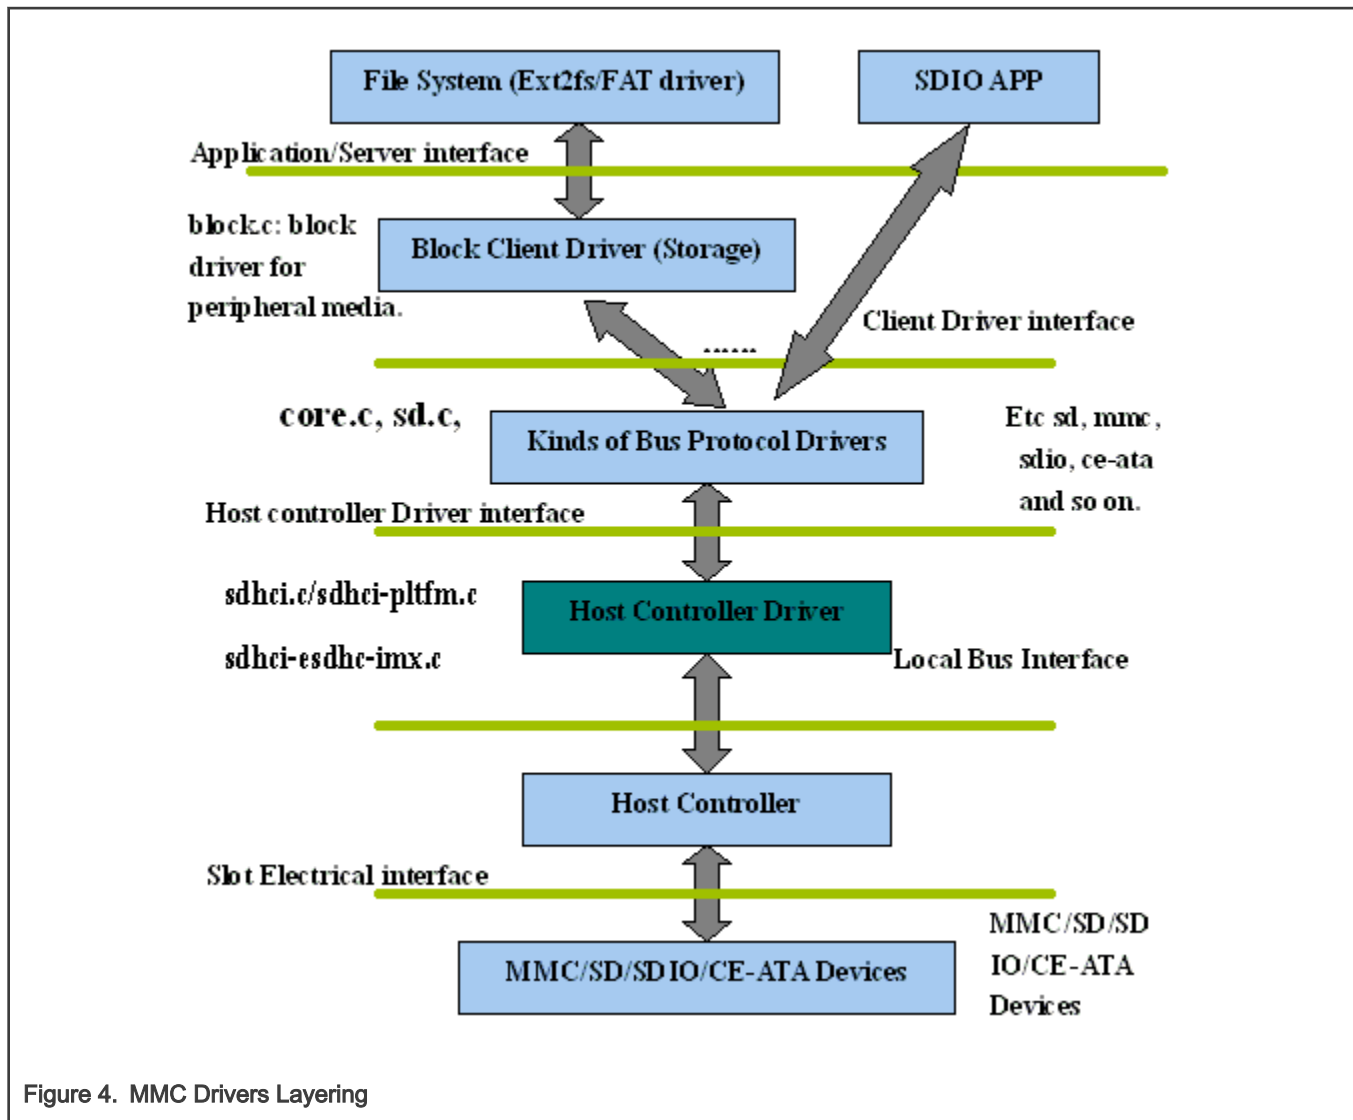 File System (Ext2fs/FAT driver)
SDIO APP
Application/Server interface
block.c: block
driver for
peripheral media.
Block Client Driver (Storage)
Client Driver interface
......
core.c, sd.c,
Kinds of Bus Protocol Drivers
Etc sd, mmc,
sdio, ce-ata
and so on.
Host controller Driver interface
sdhci.c/sdhci-pltfm.c
sdhci-esdhc-imx.c
Host Controller Driver
Local Bus Interface
Host Controller
Slot Electrical interface
MMC/SD/SDIO/CE-ATA Devices
MMC/SD/SD
IO/CE-ATA
Devices
Figure 4. MMC Drivers Layering